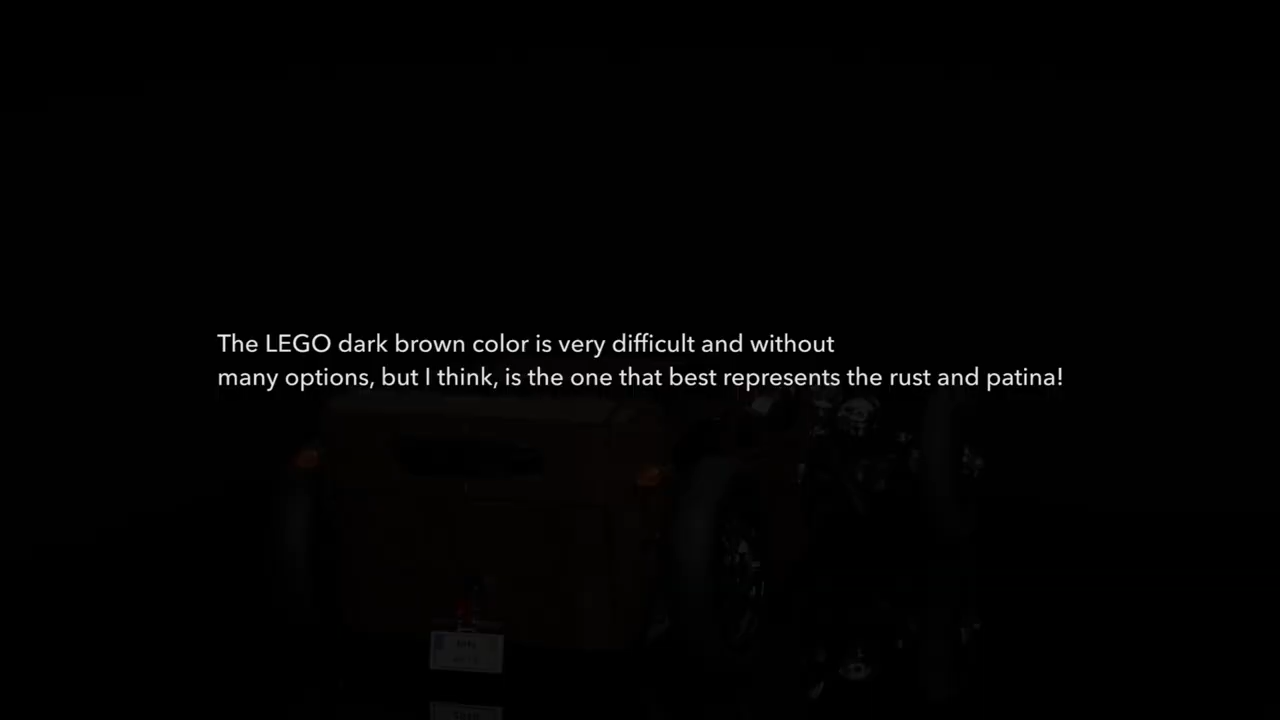 The LEGO dark brown color is very difficult and without
many options, but I think, is the one that best represents the rust and patina!